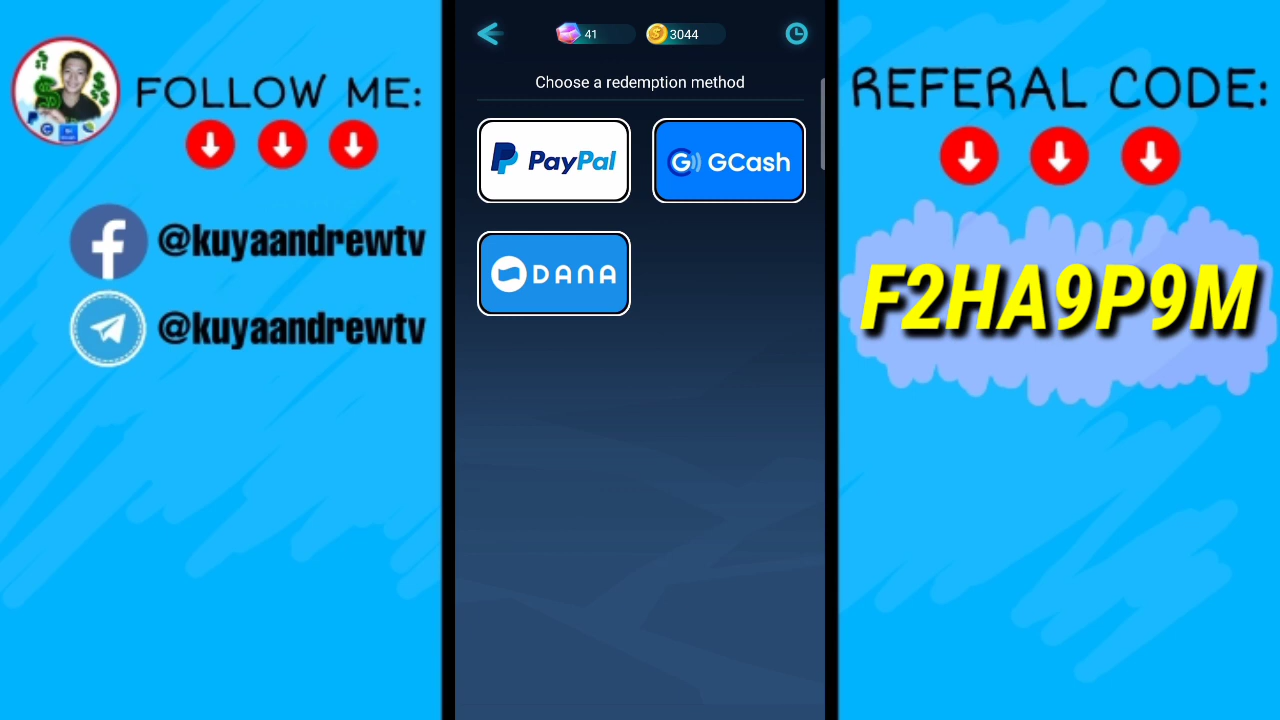 FOLLOW ME:
@kuyaandrewtv
@kuyaandrewtv
41
3044
Choose a redemption method
PayPal
GCash
DANA
REFERAL CODE:
F2HA9P9M